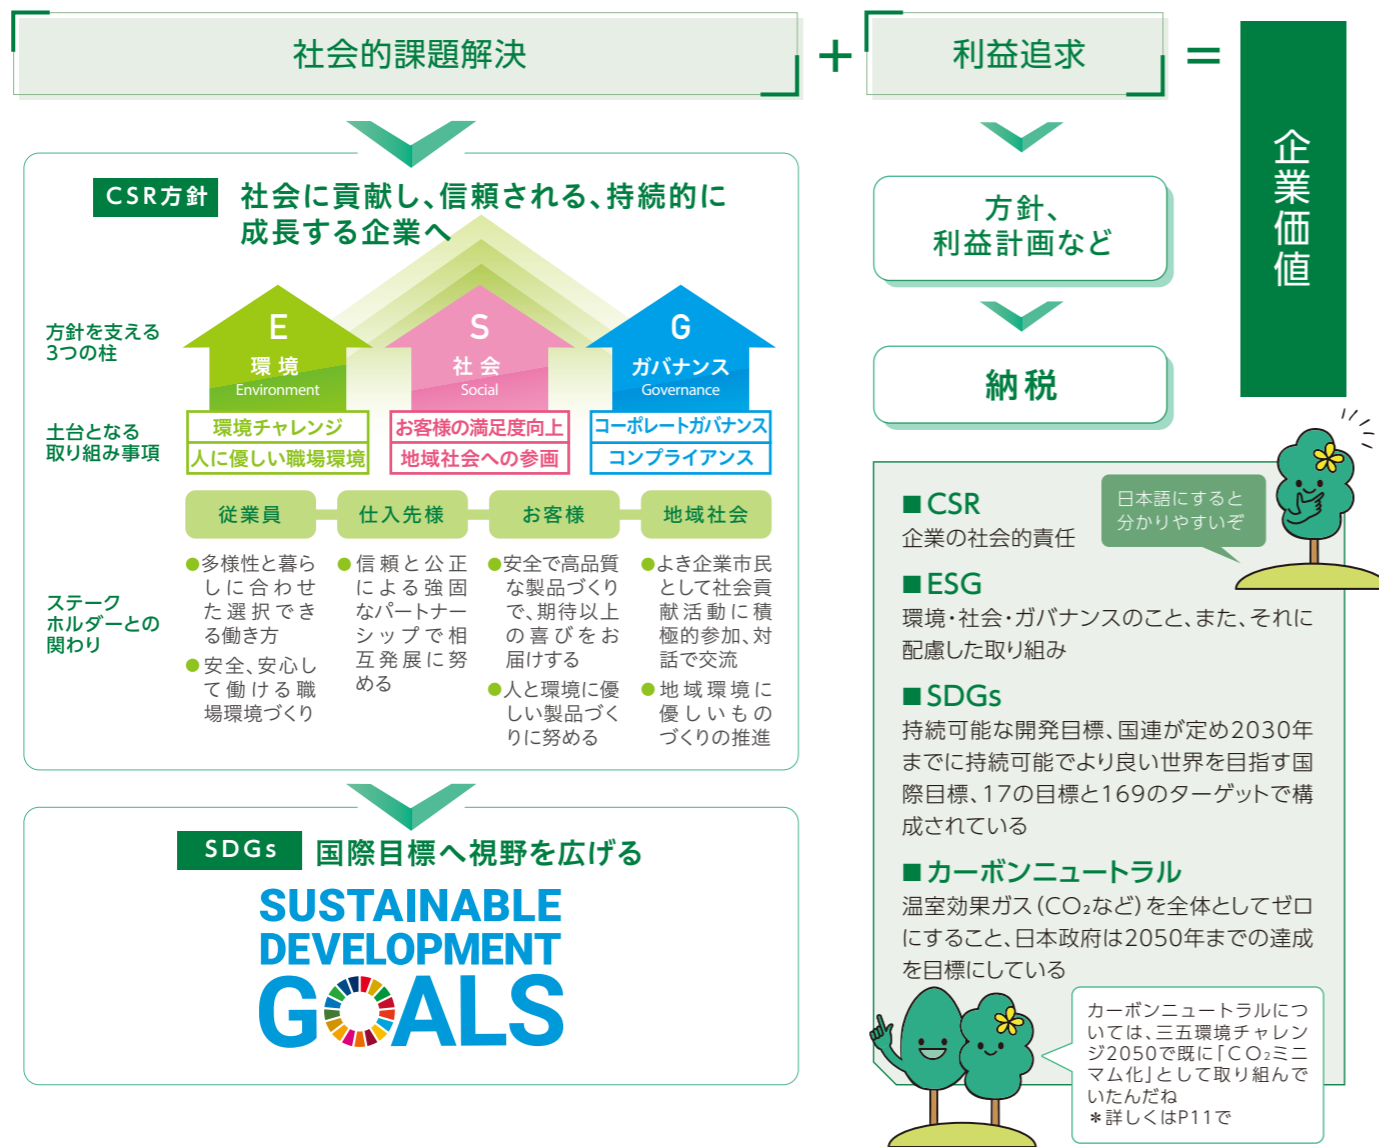 社会的課題解決
+
利益追求
=
企業価値
CSR方針
社会に貢献し、信頼される、持続的に
成長する企業へ
方針を支える
3つの柱
E
環境
Environment
S
社会
Social
G
ガバナンス
Governance
土台となる
取り組み事項
環境チャレンジ
人に優しい職場環境
お客様の満足度向上
地域社会への参画
コーポレートガバナンス
コンプライアンス
ステーク
ホルダーとの
関わり
従業員
●多様性と暮ら
しに合わせ
た選択でき
る働き方
●安全、安心し
て働ける職
場環境づくり
仕入先様
●信頼と公正
による強固
なパートナー
シップで相
互発展に努
める
お客様
●安全で高品質
な製品づくり
で、期待以上
の喜びをお
届けする
●人と環境に優
しい製品づく
りに努める
地域社会
●よき企業市民
として社会貢
献活動に積
極的参加、対
話で交流
●地域環境に
優しいもの
づくりの推進
SDGs
国際目標へ視野を広げる
SUSTAINABLE
DEVELOPMENT
GOALS
方針、
利益計画など
納税
■CSR
企業の社会的責任
日本語にすると
分かりやすいぞ
■ESG
環境・社会・ガバナンスのこと、また、それに
配慮した取り組み
■SDGs
持続可能な開発目標、国連が定め2030年
までに持続可能でより良い世界を目指す国
際目標、17の目標と169のターゲットで構
成されている
■カーボンニュートラル
温室効果ガス(CO₂など)を全体としてゼロ
にすること、日本政府は2050年までの達成
を目標にしている
カーボンニュートラルにつ
いては、三五環境チャレン
ジ2050で既に「CO₂ミニ
マム化」として取り組んで
いたんだね
*詳しくはP11で